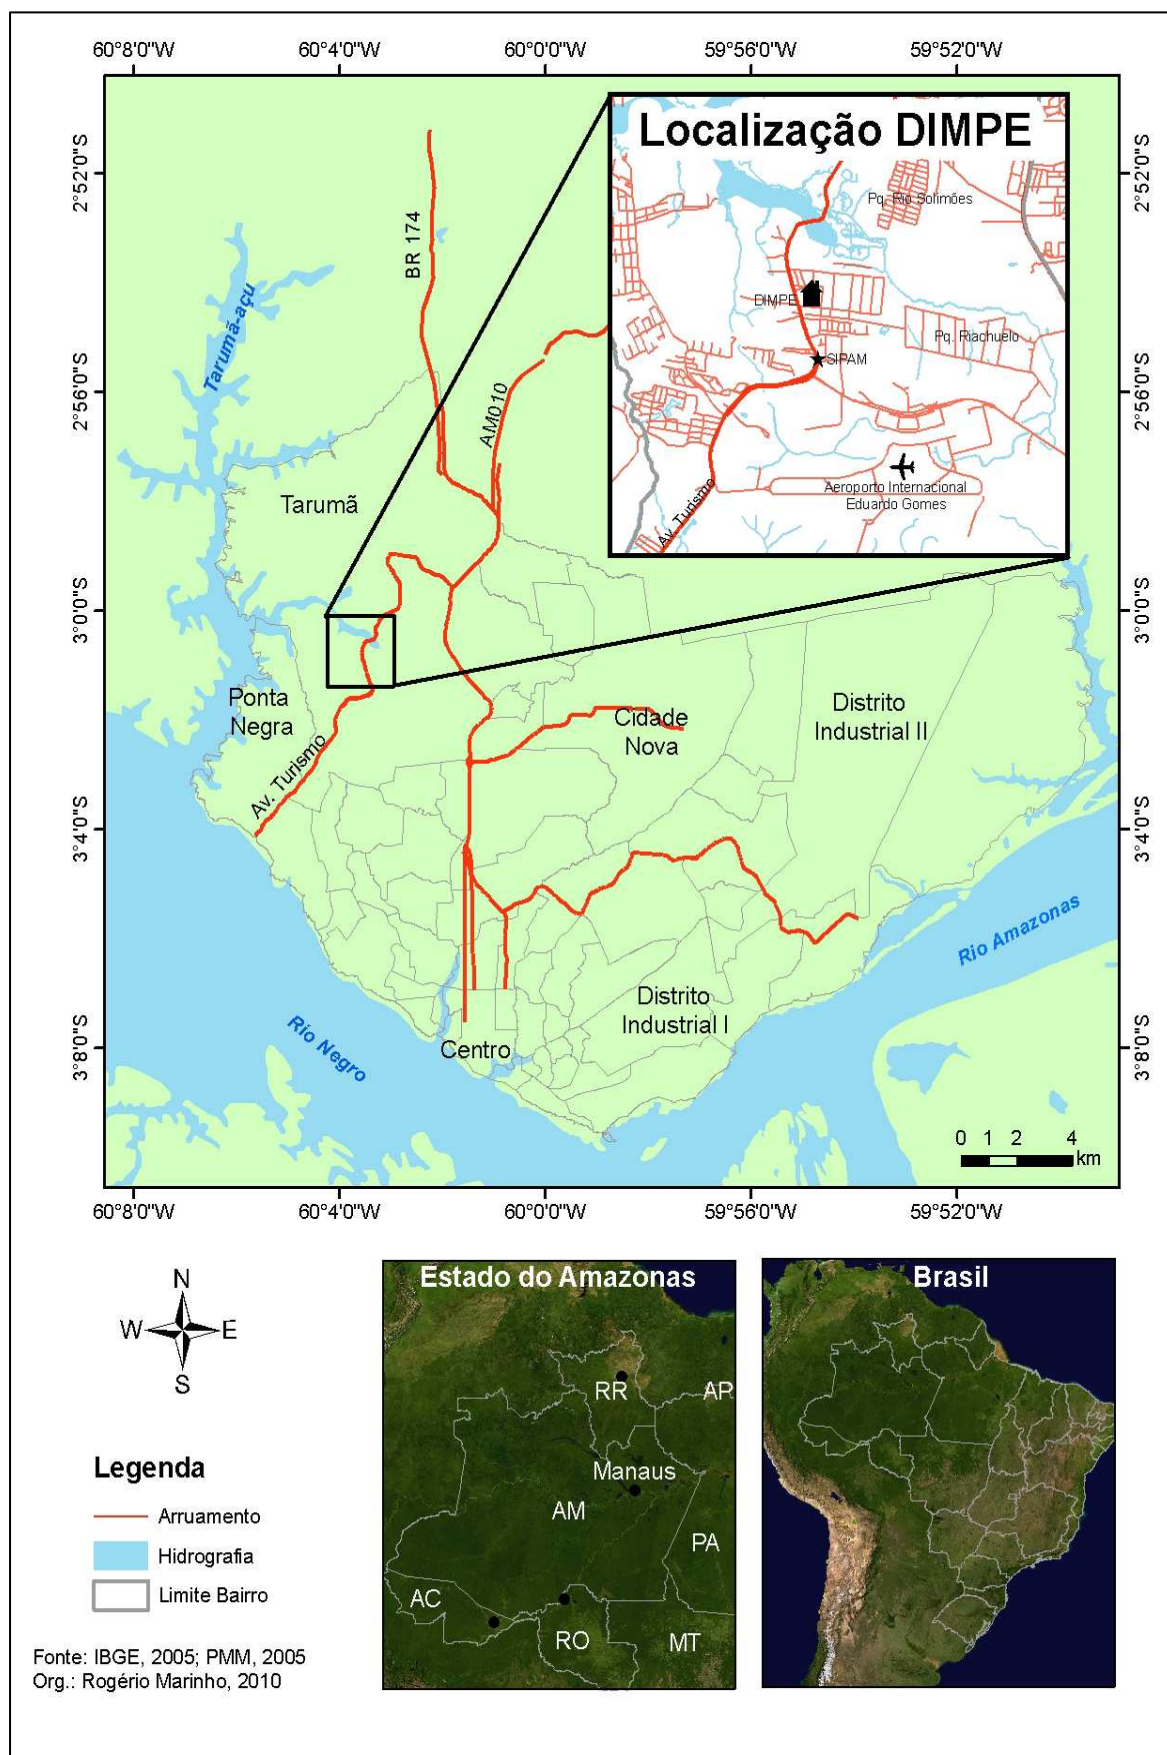 60°8'0"W 60°4'0"W 60°0'0"W 59°56'0"W 59°52'0"W
Localização DIMPE
2°52'0"S
2°52'0"S
Pq. Rio Solimões
BR 174
Tarumã-açu
DIMPE
Pq. Riachuelo
SIPAM
2°56'0"S
2°56'0"S
AM010
Aeroporto Internacional
Eduardo Gomes
Av. Turismo
Tarumã
3°0'0"S
3°0'0"S
Ponta
Negra
Cidade
Nova
Distrito
Industrial II
Av. Turismo
3°4'0"S
3°4'0"S
Rio Amazonas
Distrito
Industrial I
Rio Negro
Centro
3°8'0"S
3°8'0"S
0 1 2 4
km
60°8'0"W 60°4'0"W 60°0'0"W 59°56'0"W 59°52'0"W
N
W E
S
Estado do Amazonas
RR
AP
Manaus
AM
PA
AC
RO
MT
Brasil
Legenda
Arruamento
Hidrografia
Limite Bairro
Fonte: IBGE, 2005; PMM, 2005
Org.: Rogério Marinho, 2010